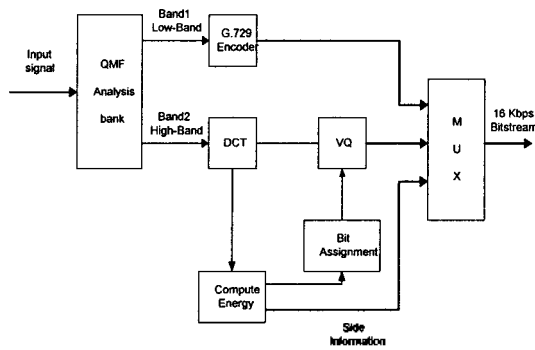 Band1
Low-Band
G.729
Encoder
Input
signal
QMF
Analysis
bank
Band2
High-Band
DCT
VQ
M
U
X
16 Kbps
Bitstream
Bit
Assignment
Compute
Energy
Side
Information